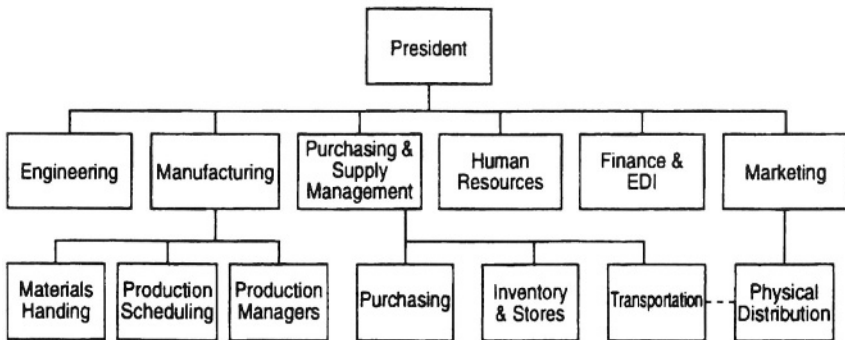 President
Engineering
Manufacturing
Purchasing &
Supply
Management
Human
Resources
Finance &
EDI
Marketing
Materials
Handing
Production
Scheduling
Production
Managers
Purchasing
Inventory
& Stores
Transportation
Physical
Distribution